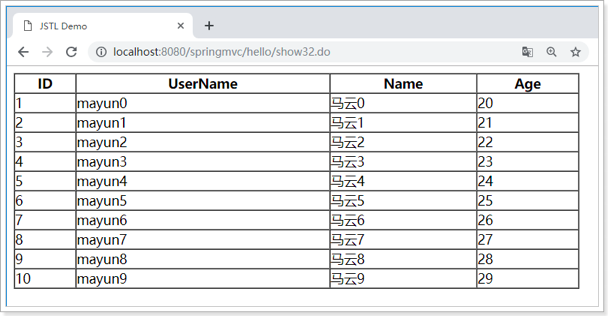 JSTL Demo
localhost:8080/springmvc/hello/show32.do
ID UserName Name Age
1 mayun0 马云0 20
2 mayun1 马云1 21
3 mayun2 马云2 22
4 mayun3 马云3 23
5 mayun4 马云4 24
6 mayun5 马云5 25
7 mayun6 马云6 26
8 mayun7 马云7 27
9 mayun8 马云8 28
10 mayun9 马云9 29